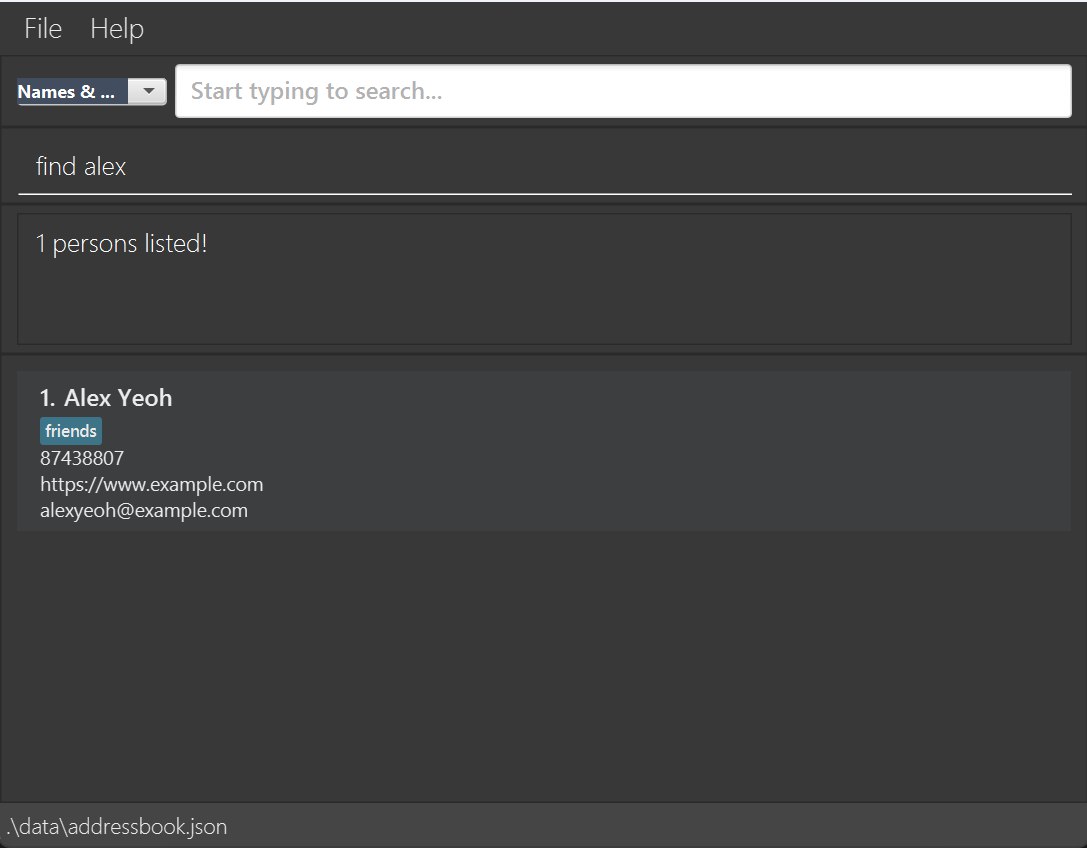 File Help
Names & ...
Start typing to search...
find alex
1 persons listed!
1. Alex Yeoh
friends
87438807
https://www.example.com
alexyeoh@example.com
.\data\addressbook.json